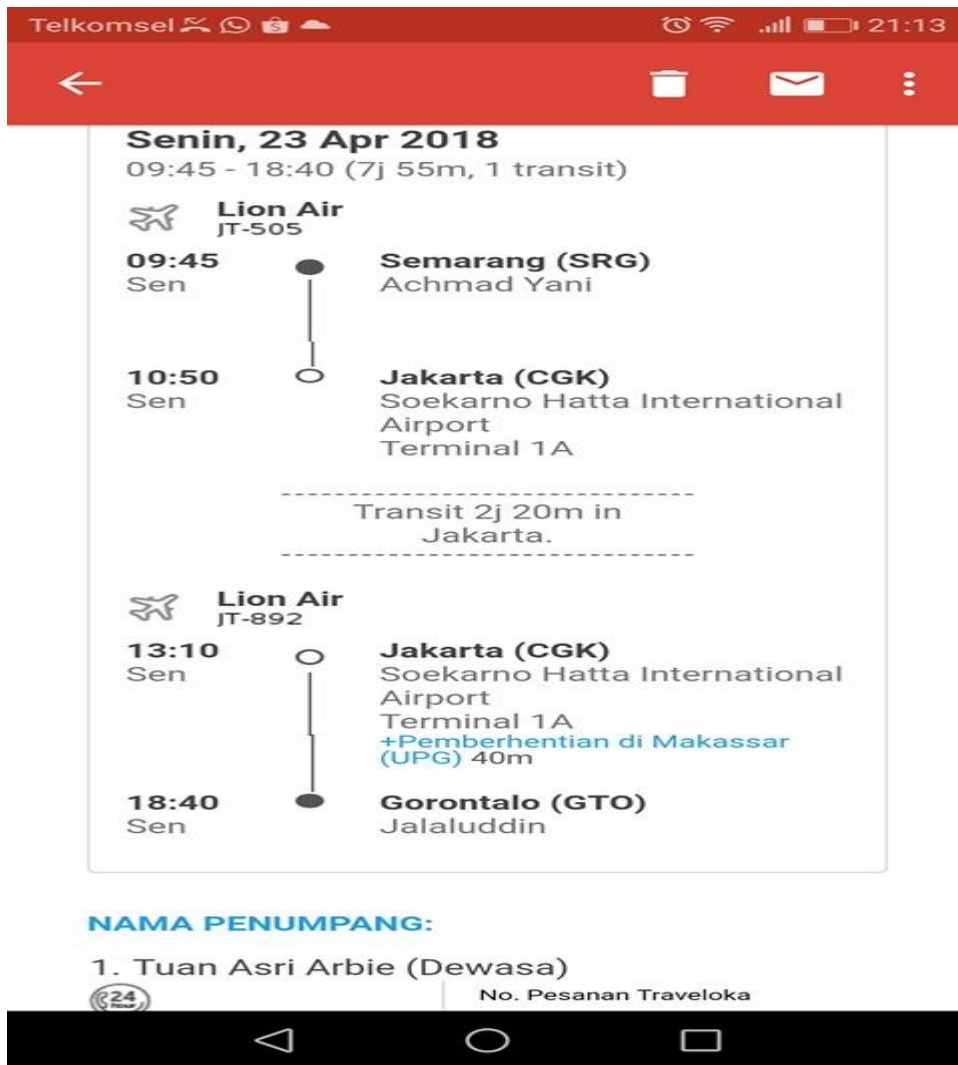 Telkomsel 21:13
Senin, 23 Apr 2018
09:45 - 18:40 (7j 55m, 1 transit)
Lion Air
JT-505
09:45 Semarang (SRG)
Sen Achmad Yani
10:50 Jakarta (CGK)
Sen Soekarno Hatta International
Airport
Terminal 1A
Transit 2j 20m in
Jakarta.
Lion Air
JT-892
13:10 Jakarta (CGK)
Sen Soekarno Hatta International
Airport
Terminal 1A
+Pemberhentian di Makassar
(UPG) 40m
18:40 Gorontalo (GTO)
Sen Jalaluddin
NAMA PENUMPANG:
1. Tuan Asri Arbie (Dewasa)
24 No. Pesanan Traveloka
hour